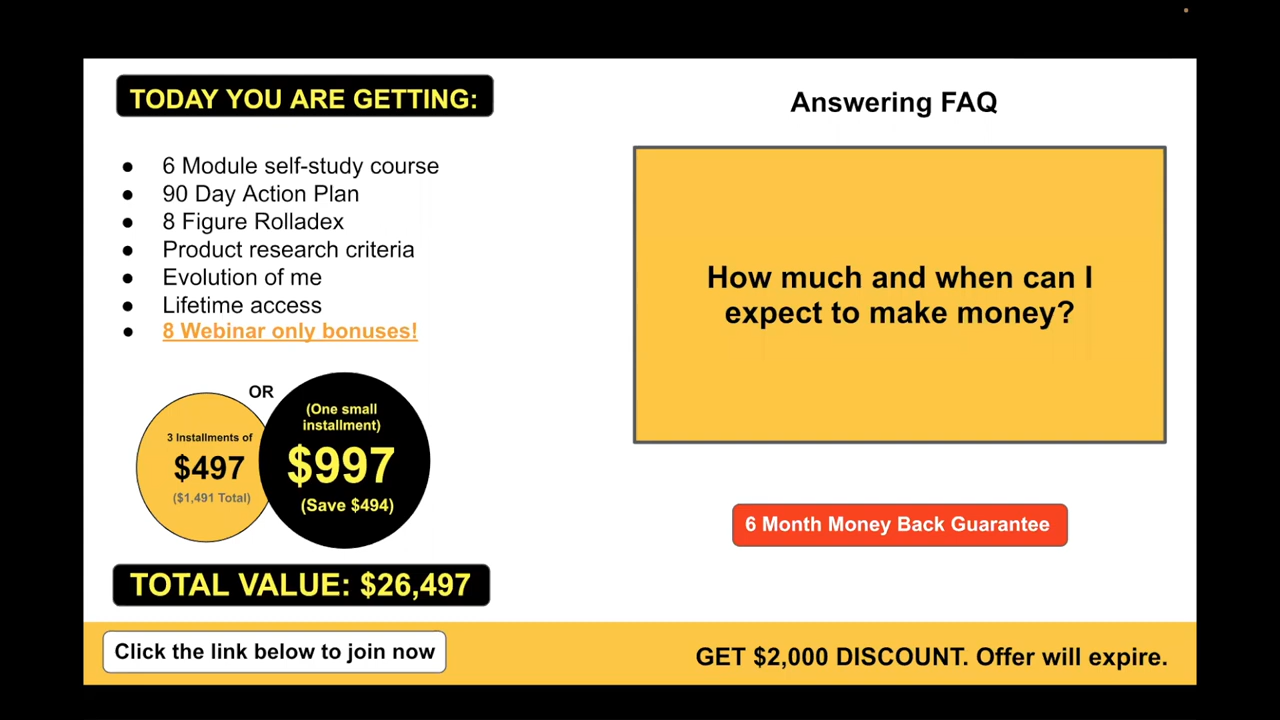 TODAY YOU ARE GETTING:
6 Module self-study course
90 Day Action Plan
8 Figure Rolladex
Product research criteria
Evolution of me
Lifetime access
8 Webinar only bonuses!
OR
3 Installments of
$497
($1,491 Total)
(One small
installment)
$997
(Save $494)
TOTAL VALUE: $26,497
Click the link below to join now
Answering FAQ
How much and when can I
expect to make money?
6 Month Money Back Guarantee
GET $2,000 DISCOUNT. Offer will expire.